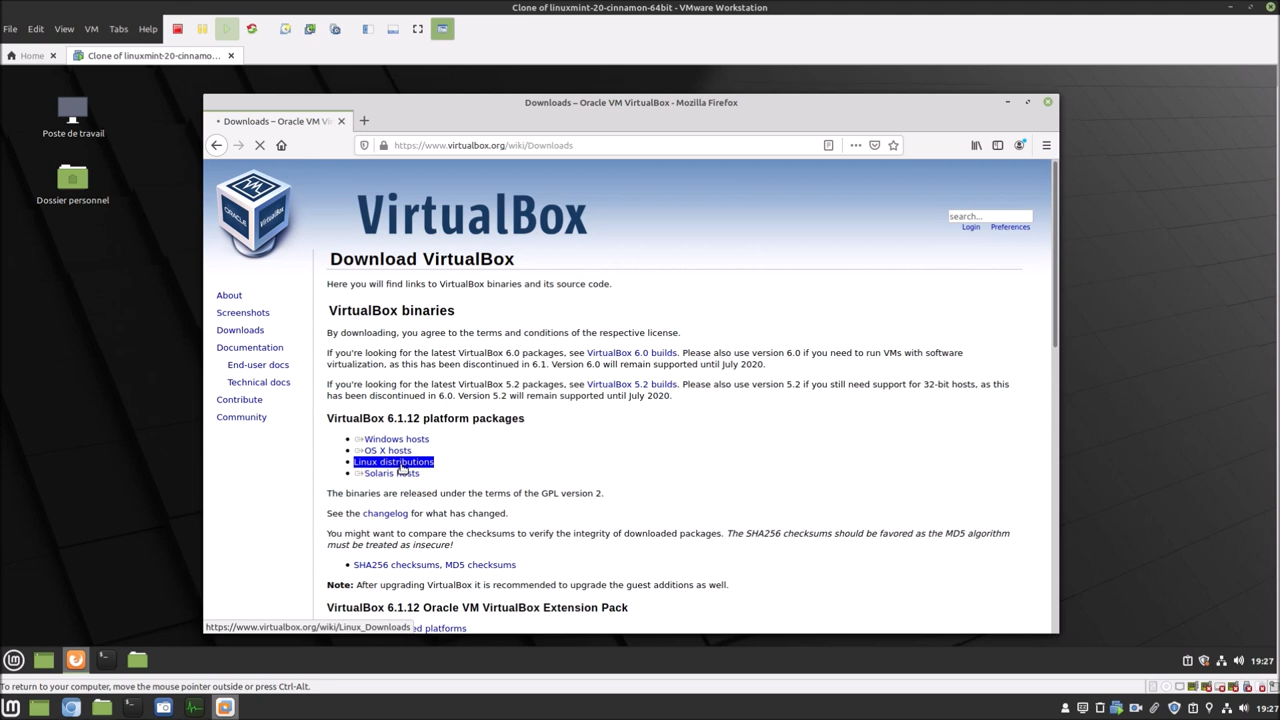 Clone of linuxmint-20-cinnamon-64bit - VMware Workstation
File Edit View VM Tabs Help
Home Clone of linuxmint-20-cinnamo...
Poste de travail
Dossier personnel
Downloads – Oracle VM VirtualBox - Mozilla Firefox
Downloads – Oracle VM Vi
https://www.virtualbox.org/wiki/Downloads
ORACLE
VM
VirtualBox
VirtualBox
search...
Login Preferences
About
Screenshots
Downloads
Documentation
End-user docs
Technical docs
Contribute
Community
Download VirtualBox
Here you will find links to VirtualBox binaries and its source code.
VirtualBox binaries
By downloading, you agree to the terms and conditions of the respective license.
If you're looking for the latest VirtualBox 6.0 packages, see VirtualBox 6.0 builds. Please also use version 6.0 if you need to run VMs with software
virtualization, as this has been discontinued in 6.1. Version 6.0 will remain supported until July 2020.
If you're looking for the latest VirtualBox 5.2 packages, see VirtualBox 5.2 builds. Please also use version 5.2 if you still need support for 32-bit hosts, as this
has been discontinued in 6.0. Version 5.2 will remain supported until July 2020.
VirtualBox 6.1.12 platform packages
Windows hosts
OS X hosts
Linux distributions
Solaris hosts
The binaries are released under the terms of the GPL version 2.
See the changelog for what has changed.
You might want to compare the checksums to verify the integrity of downloaded packages. The SHA256 checksums should be favored as the MD5 algorithm
must be treated as insecure!
SHA256 checksums, MD5 checksums
Note: After upgrading VirtualBox it is recommended to upgrade the guest additions as well.
VirtualBox 6.1.12 Oracle VM VirtualBox Extension Pack
https://www.virtualbox.org/wiki/Linux_Downloads
ed platforms
19:27
To return to your computer, move the mouse pointer outside or press Ctrl-Alt.
19:27